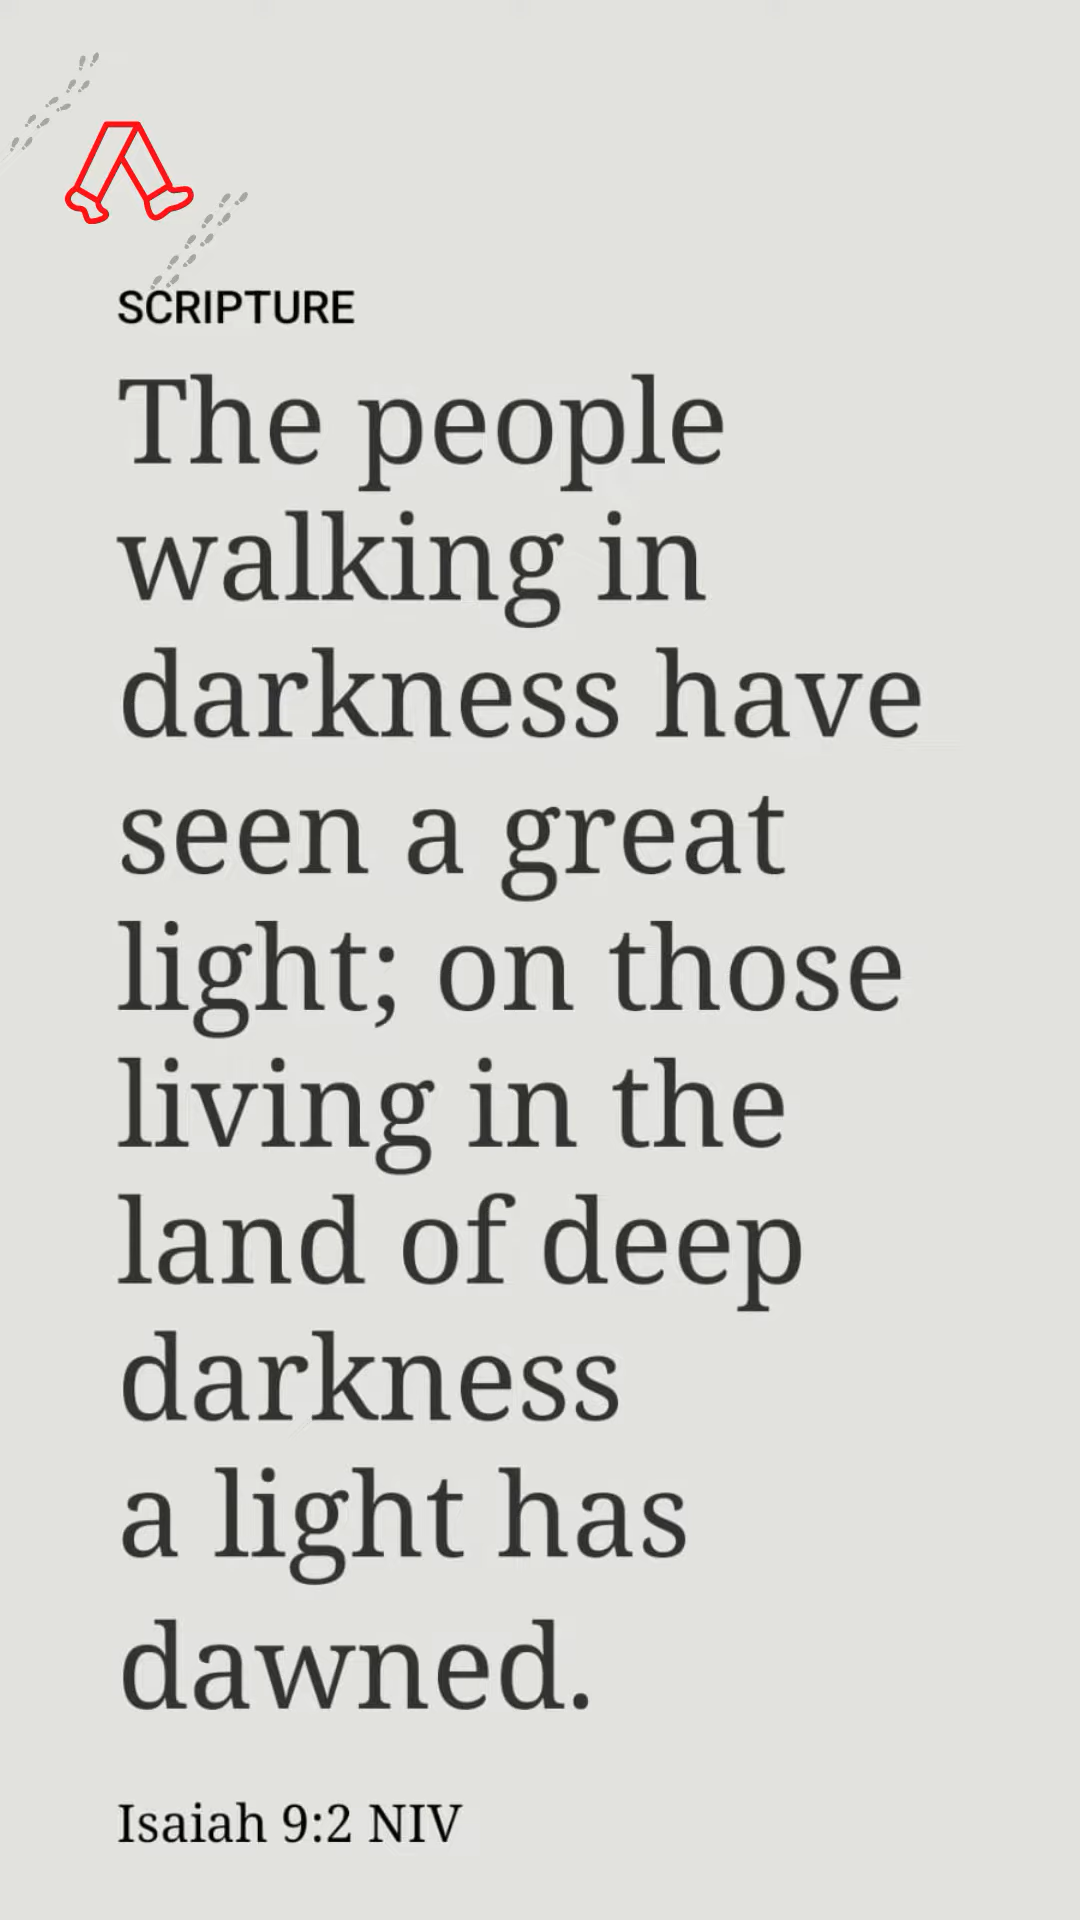 SCRIPTURE
The people
walking in
darkness have
seen a great
light; on those
living in the
land of deep
darkness
a light has
dawned.
Isaiah 9:2 NIV